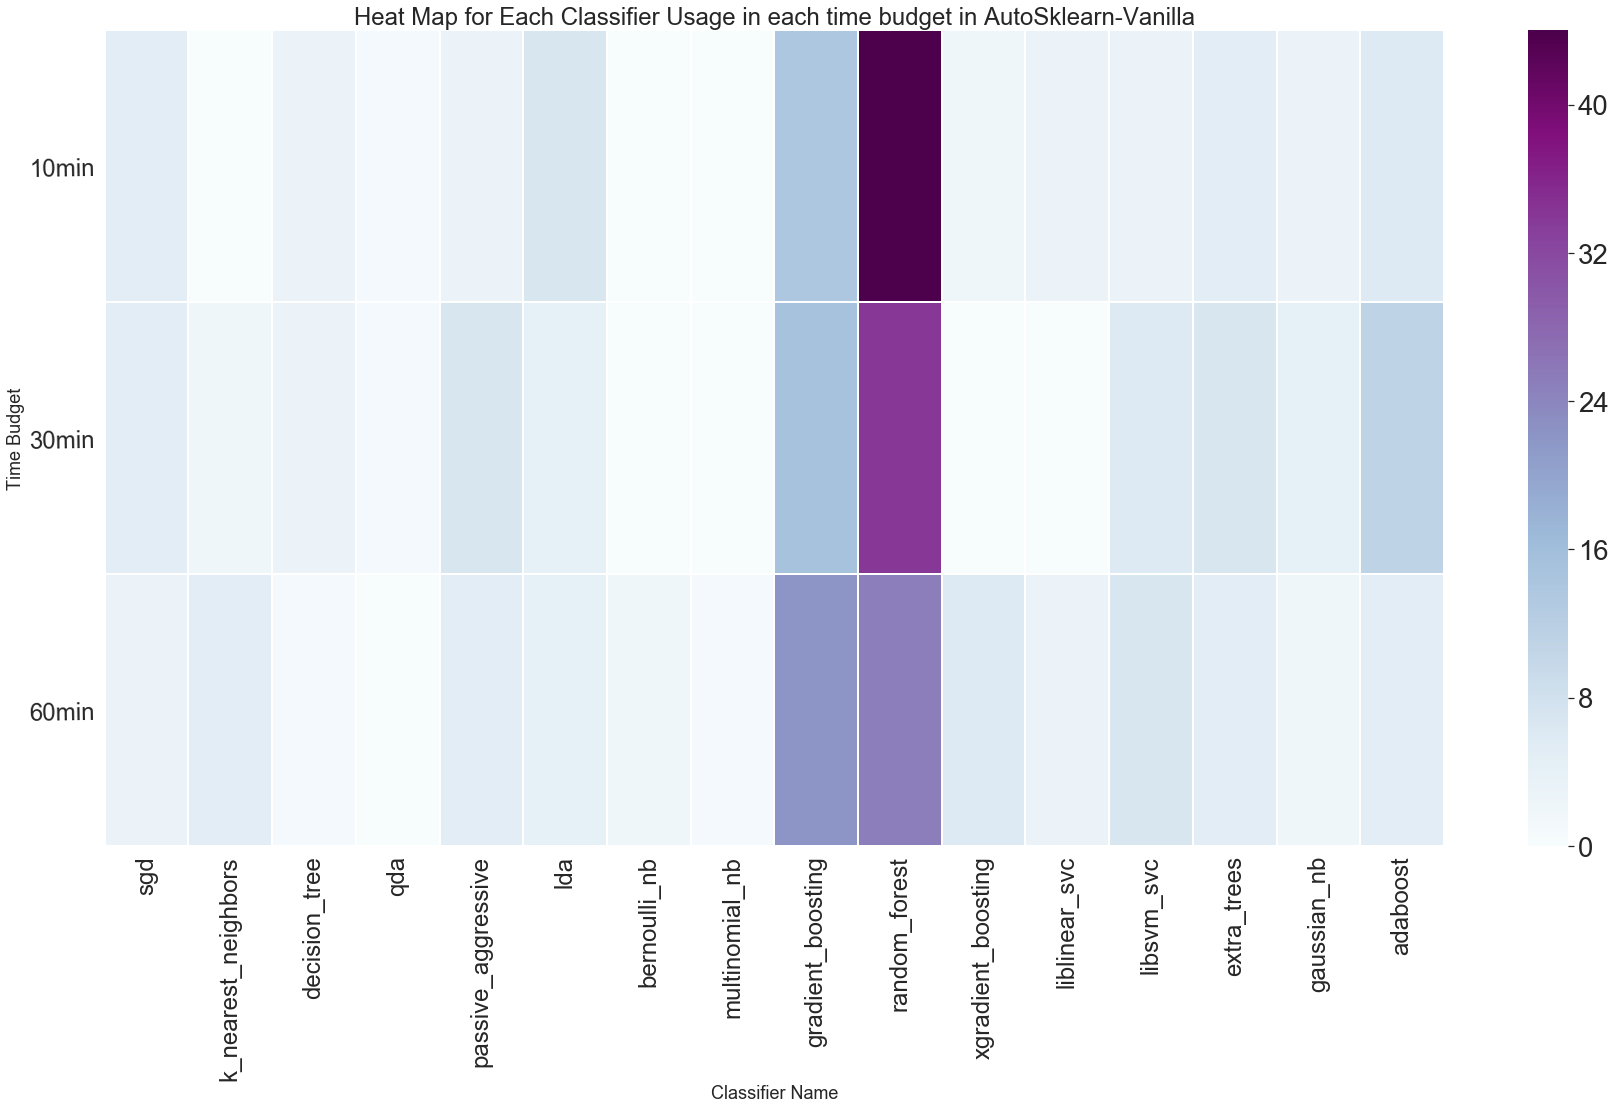 Heat Map for Each Classifier Usage in each time budget in AutoSklearn-Vanilla
Time Budget
10min
30min
60min
40
32
24
16
8
0
sgd
k_nearest_neighbors
decision_tree
qda
passive_aggressive
lda
bernoulli_nb
multinomial_nb
gradient_boosting
random_forest
xgradient_boosting
liblinear_svc
libsvm_svc
extra_trees
gaussian_nb
adaboost
Classifier Name